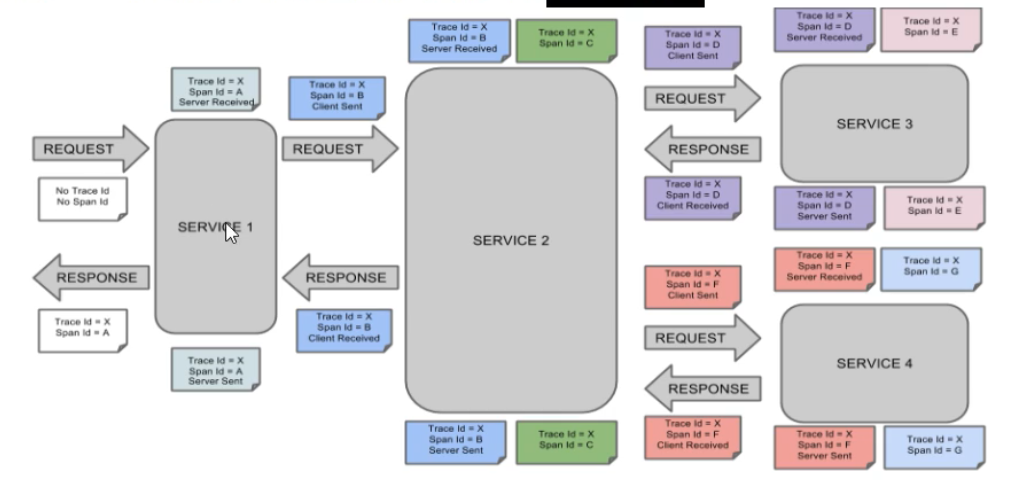 No Trace Id
No Span Id
REQUEST
RESPONSE
Trace Id = X
Span Id = A
Trace Id = X
Span Id = A
Server Received
SERVICE 1
Trace Id = X
Span Id = A
Server Sent
Trace Id = X
Span Id = B
Client Sent
REQUEST
RESPONSE
Trace Id = X
Span Id = B
Client Received
Trace Id = X
Span Id = B
Server Received
Trace Id = X
Span Id = C
SERVICE 2
Trace Id = X
Span Id = B
Server Sent
Trace Id = X
Span Id = C
Trace Id = X
Span Id = D
Client Sent
REQUEST
RESPONSE
Trace Id = X
Span Id = D
Client Received
Trace Id = X
Span Id = D
Server Received
Trace Id = X
Span Id = E
SERVICE 3
Trace Id = X
Span Id = D
Server Sent
Trace Id = X
Span Id = E
Trace Id = X
Span Id = F
Client Sent
REQUEST
RESPONSE
Trace Id = X
Span Id = F
Client Received
Trace Id = X
Span Id = F
Server Received
Trace Id = X
Span Id = G
SERVICE 4
Trace Id = X
Span Id = F
Server Sent
Trace Id = X
Span Id = G